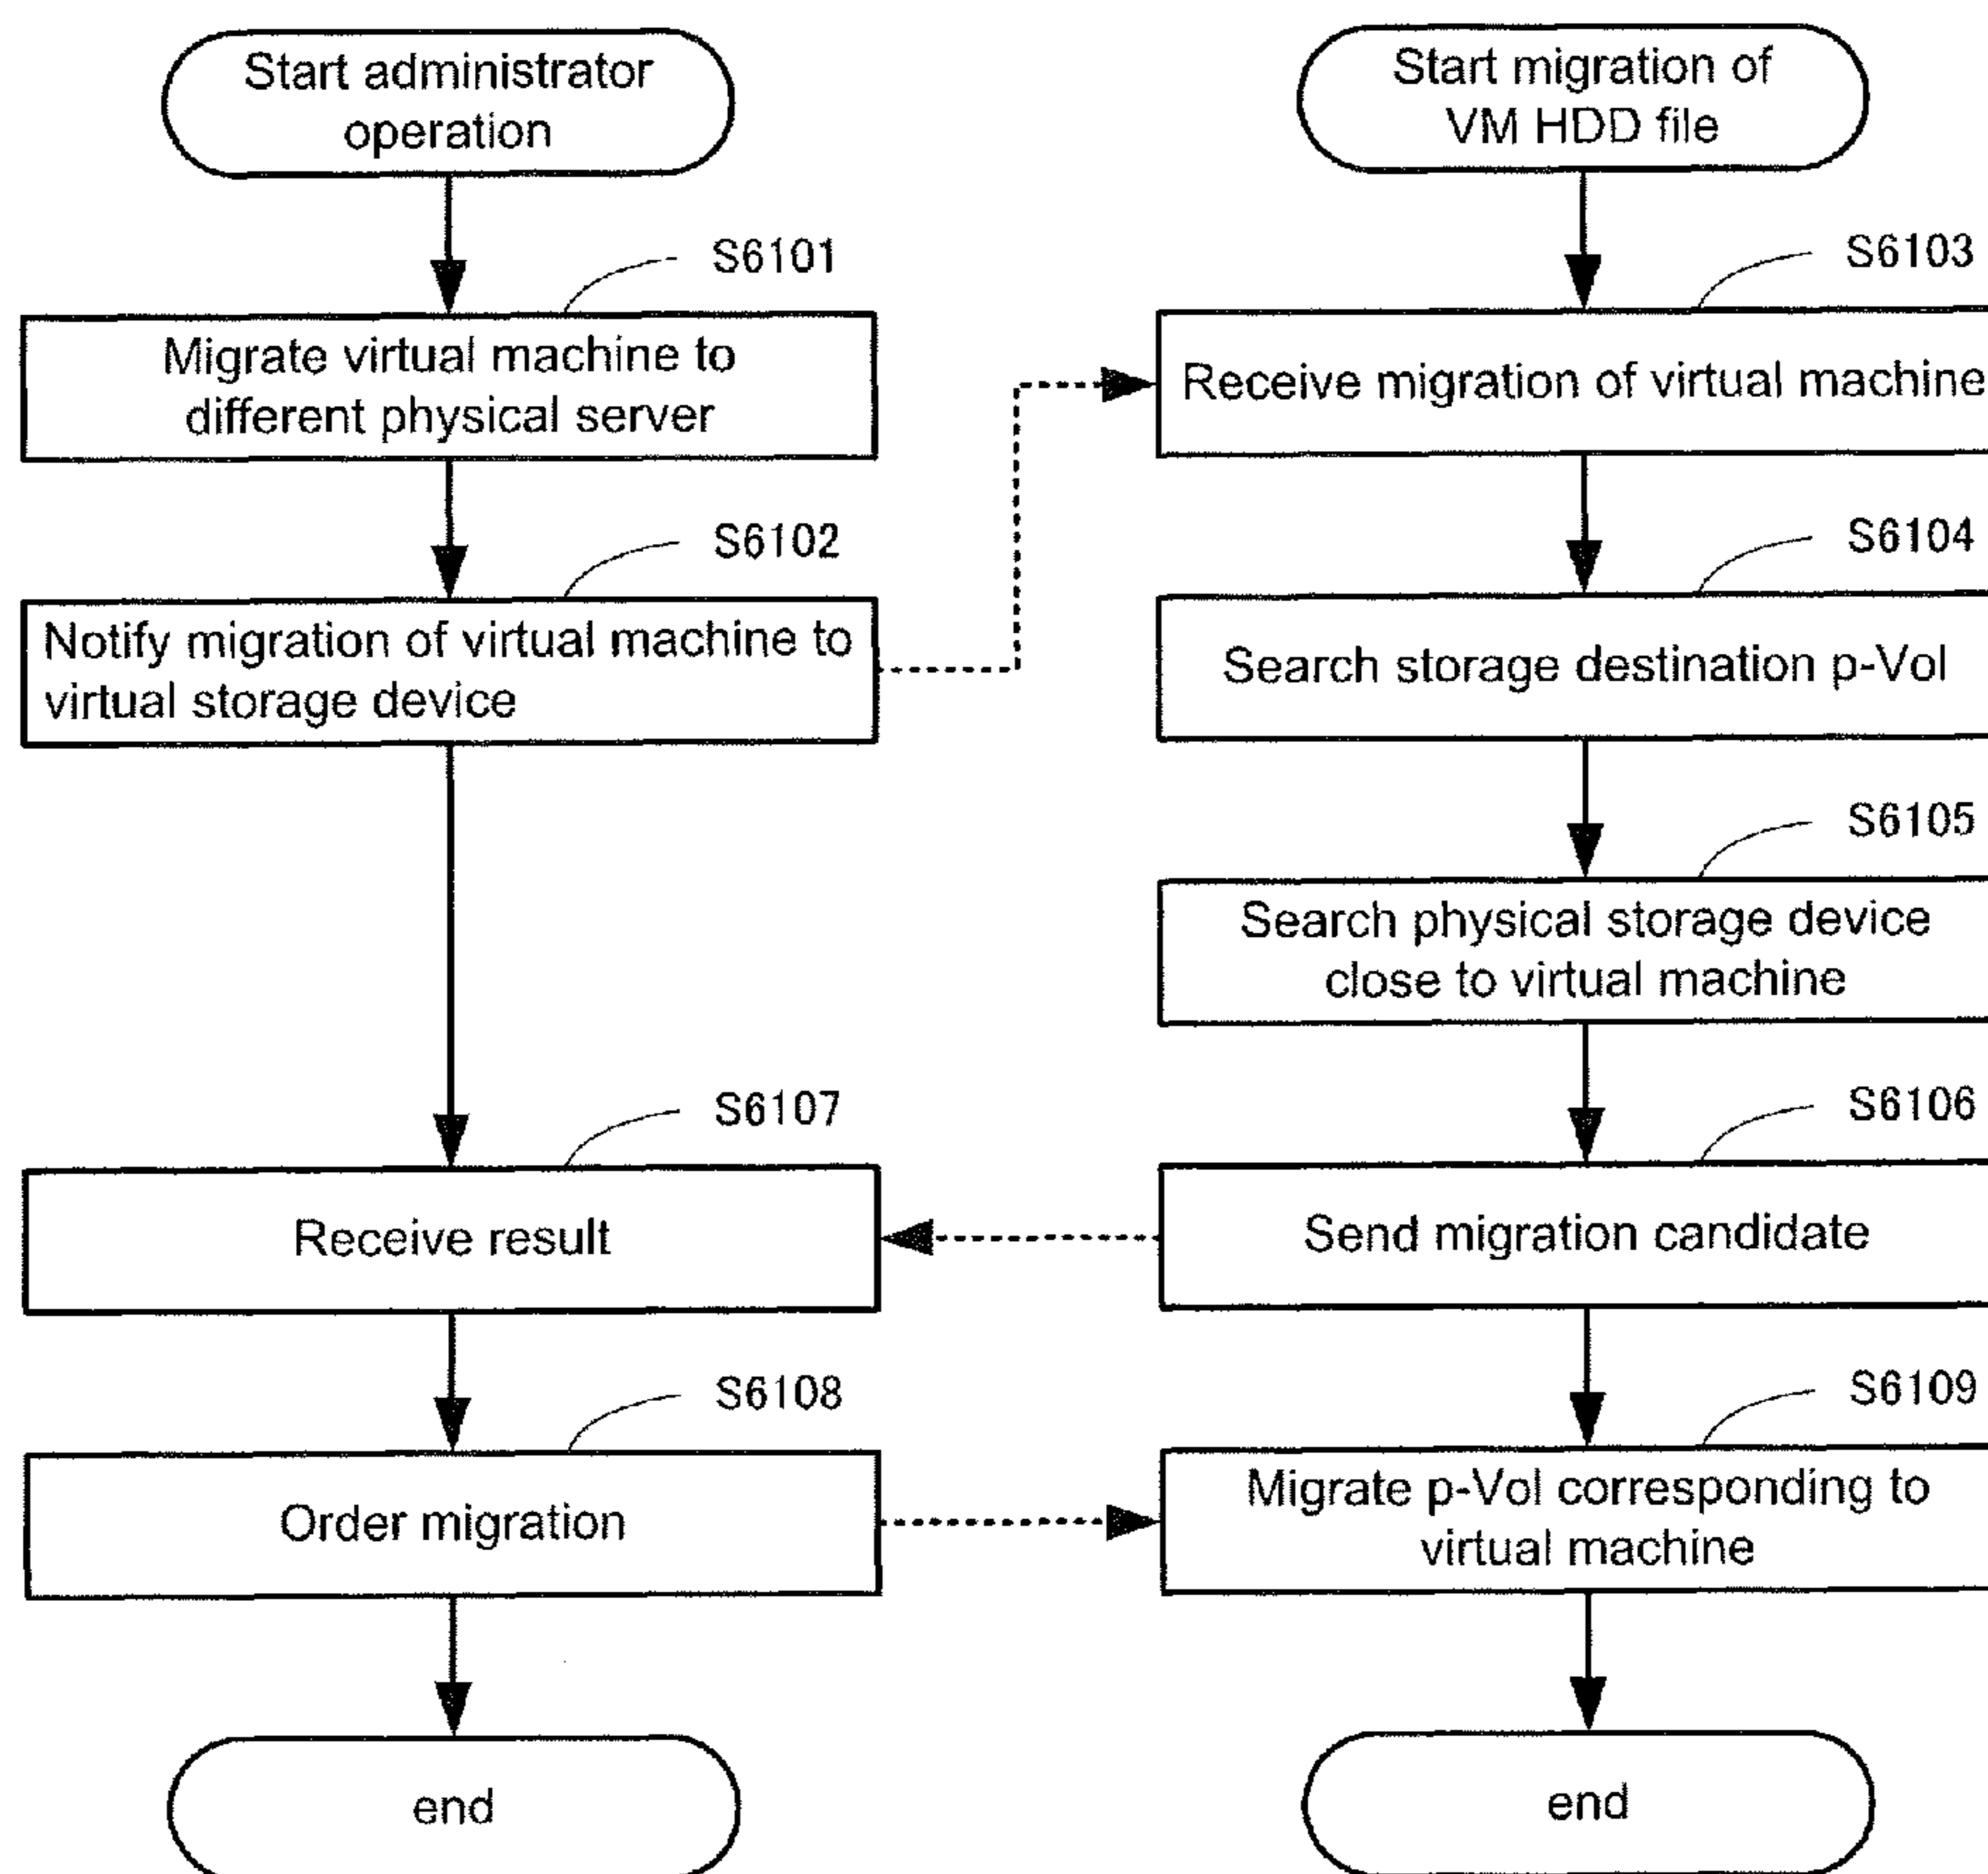 Start administrator
operation
S6101
Migrate virtual machine to
different physical server
S6102
Notify migration of virtual machine to
virtual storage device
S6107
Receive result
S6108
Order migration
end
Start migration of
VM HDD file
S6103
Receive migration of virtual machine
S6104
Search storage destination p-Vol
S6105
Search physical storage device
close to virtual machine
S6106
Send migration candidate
S6109
Migrate p-Vol corresponding to
virtual machine
end